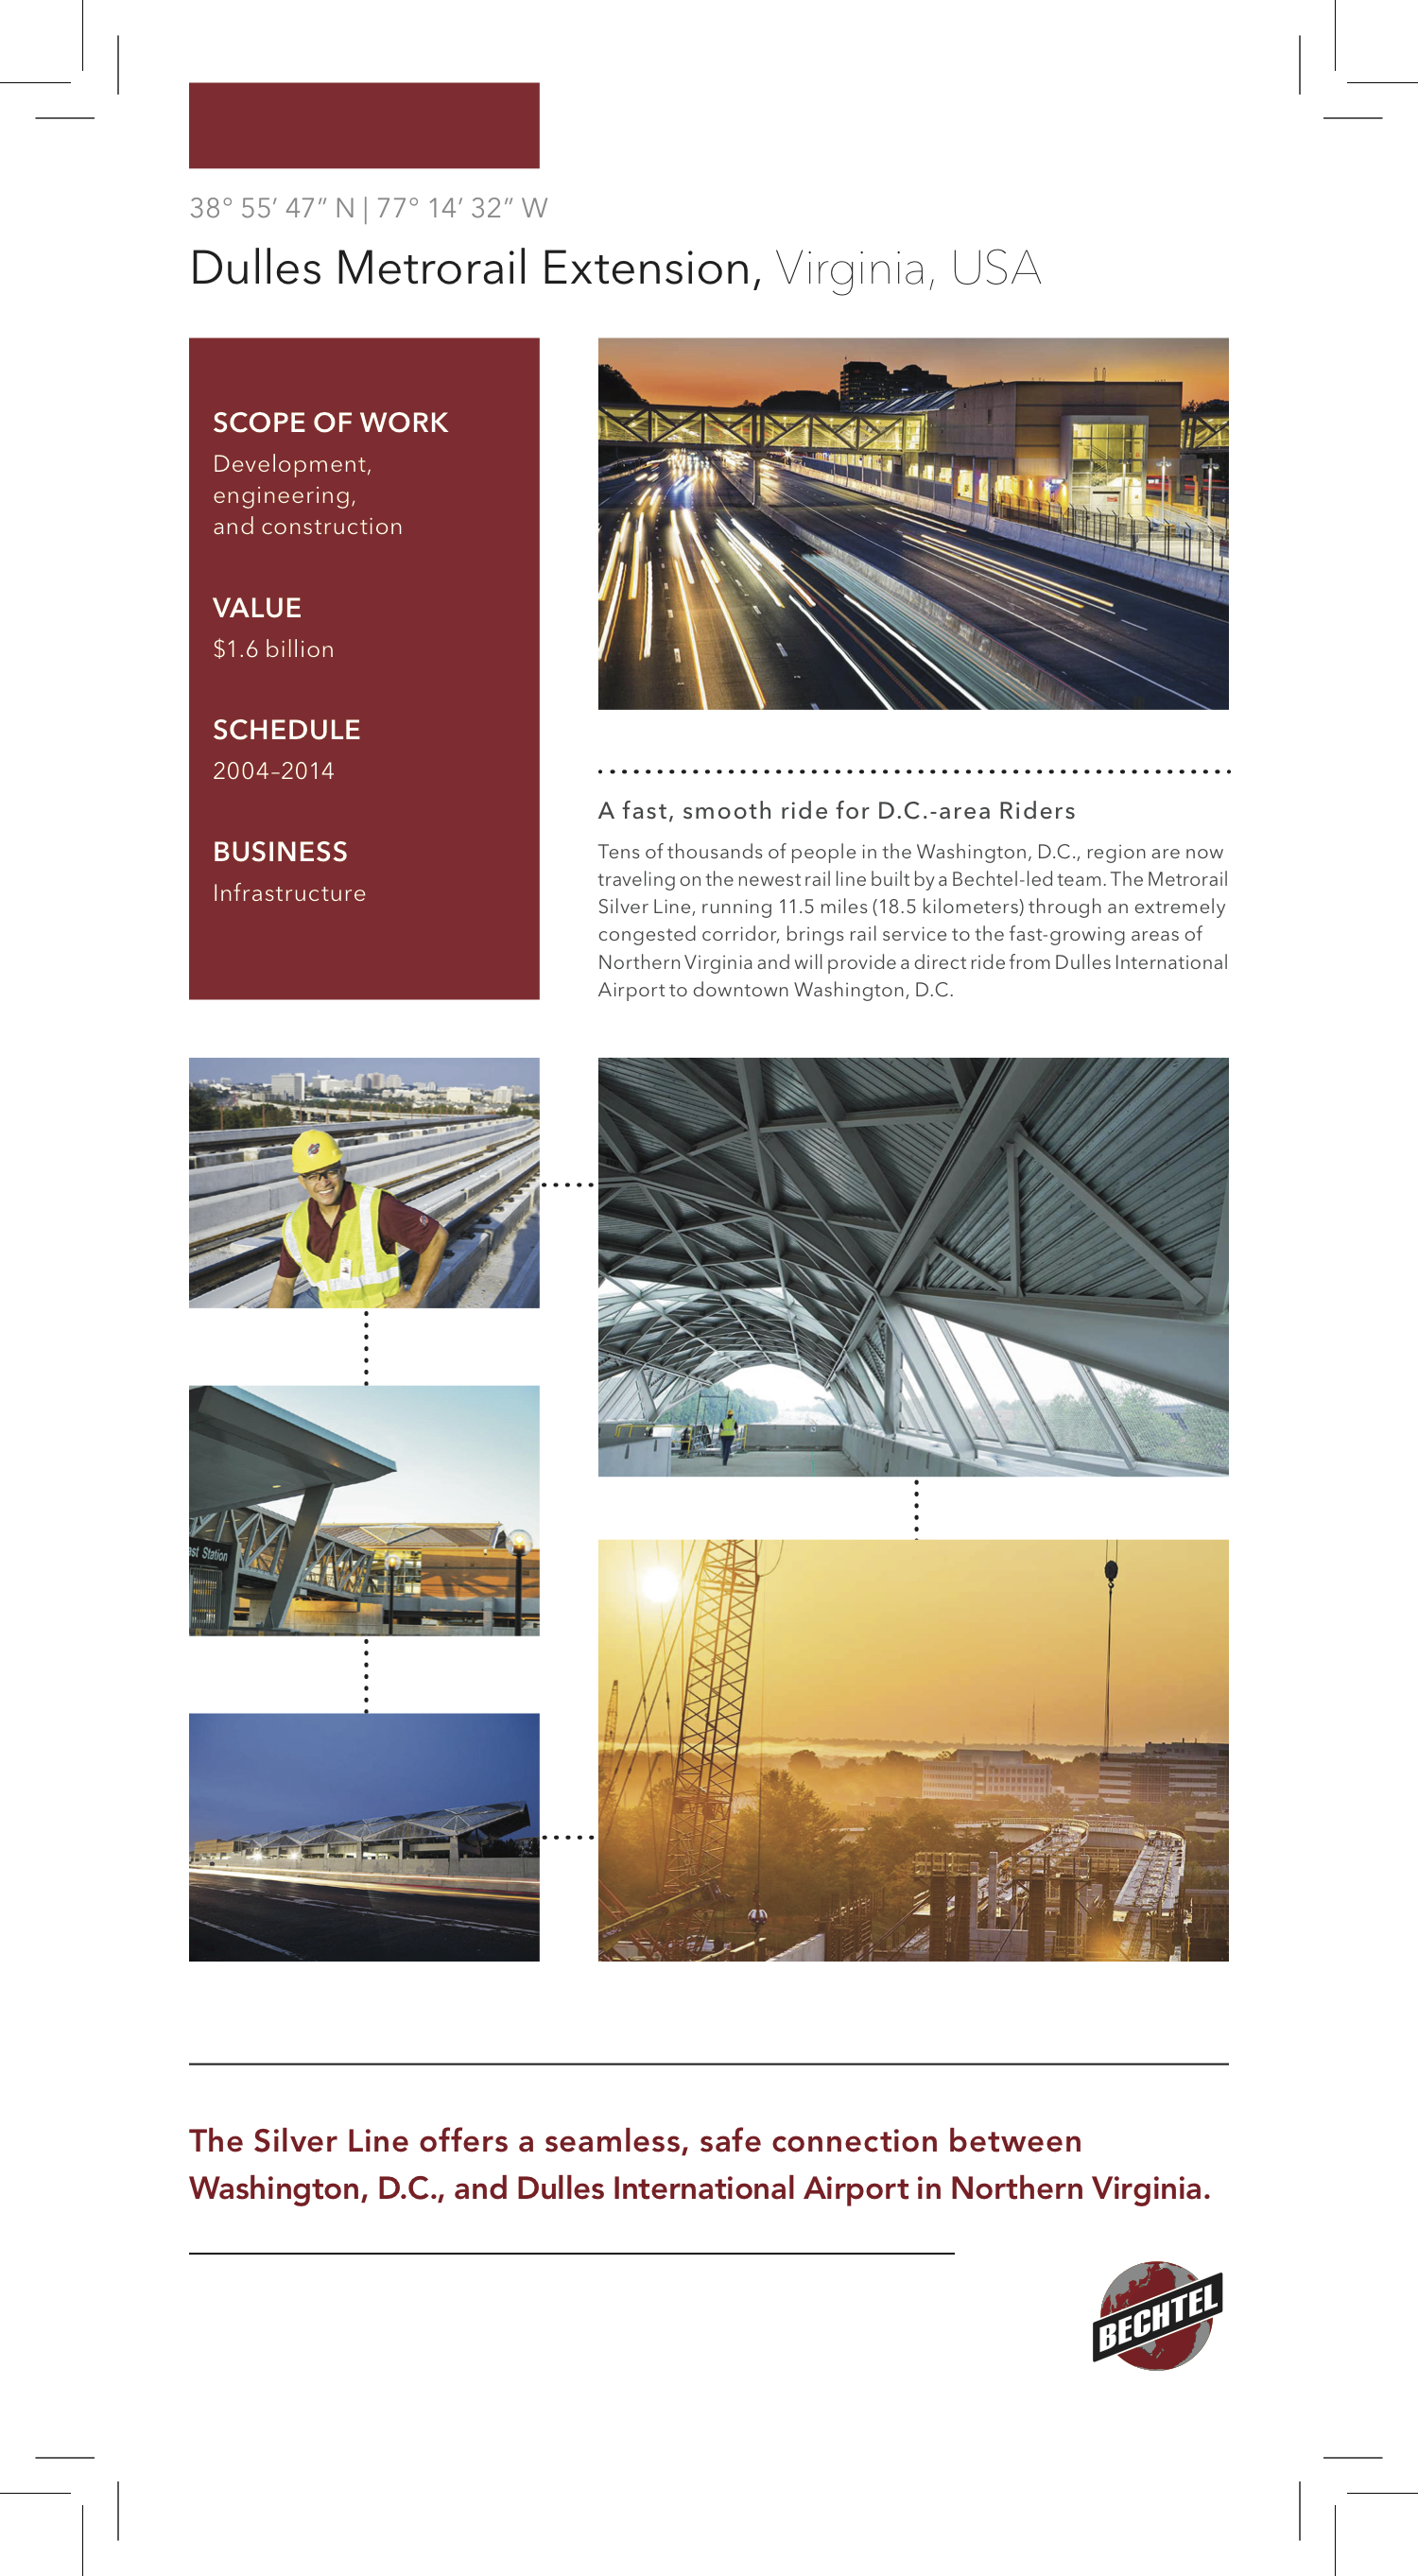 38° 55′ 47″ N | 77° 14′ 32″ W
Dulles Metrorail Extension, Virginia, USA
SCOPE OF WORK
Development,
engineering,
and construction
VALUE
$1.6 billion
SCHEDULE
2004–2014
BUSINESS
Infrastructure
A fast, smooth ride for D.C.-area Riders
Tens of thousands of people in the Washington, D.C., region are now
traveling on the newest rail line built by a Bechtel-led team. The Metrorail
Silver Line, running 11.5 miles (18.5 kilometers) through an extremely
congested corridor, brings rail service to the fast-growing areas of
Northern Virginia and will provide a direct ride from Dulles International
Airport to downtown Washington, D.C.
ast Station
The Silver Line offers a seamless, safe connection between
Washington, D.C., and Dulles International Airport in Northern Virginia.
BECHTEL